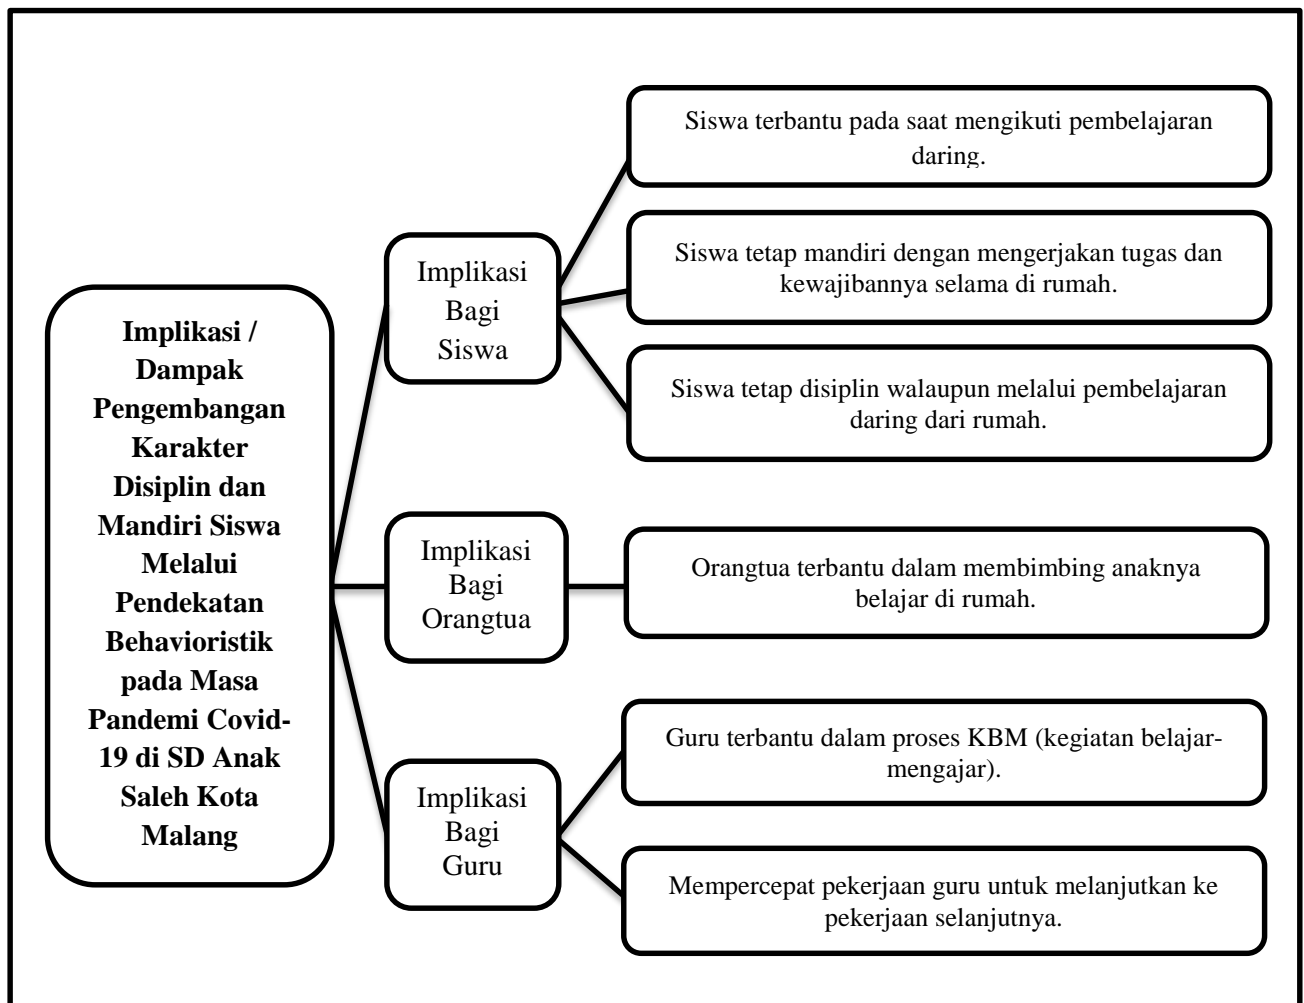 Implikasi /
Dampak
Pengembangan
Karakter
Disiplin dan
Mandiri Siswa
Melalui
Pendekatan
Behavioristik
pada Masa
Pandemi Covid-
19 di SD Anak
Saleh Kota
Malang
Implikasi
Bagi
Siswa
Siswa terbantu pada saat mengikuti pembelajaran
daring.
Siswa tetap mandiri dengan mengerjakan tugas dan
kewajibannya selama di rumah.
Siswa tetap disiplin walaupun melalui pembelajaran
daring dari rumah.
Implikasi
Bagi
Orangtua
Orangtua terbantu dalam membimbing anaknya
belajar di rumah.
Implikasi
Bagi
Guru
Guru terbantu dalam proses KBM (kegiatan belajar-
mengajar).
Mempercepat pekerjaan guru untuk melanjutkan ke
pekerjaan selanjutnya.